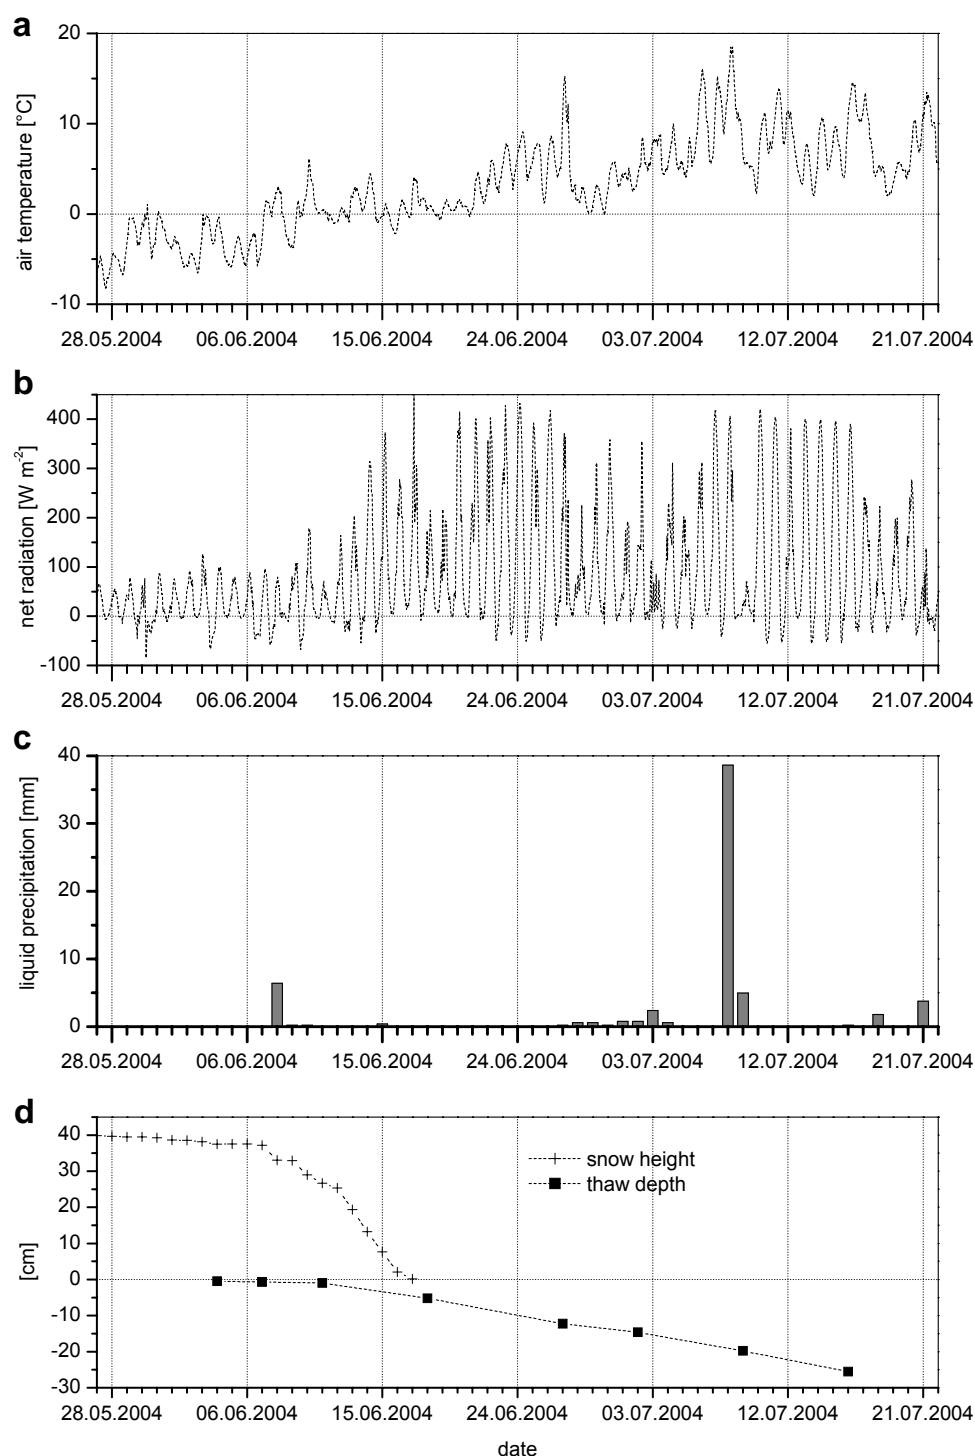 a
20
10
0
-10
air temperature [°C]
28.05.2004 06.06.2004 15.06.2004 24.06.2004 03.07.2004 12.07.2004 21.07.2004
b
400
300
200
100
0
-100
net radiation [W m-2]
28.05.2004 06.06.2004 15.06.2004 24.06.2004 03.07.2004 12.07.2004 21.07.2004
c
40
30
20
10
0
liquid precipitation [mm]
28.05.2004 06.06.2004 15.06.2004 24.06.2004 03.07.2004 12.07.2004 21.07.2004
d
40
30
20
10
0
-10
-20
-30
[cm]
snow height
thaw depth
28.05.2004 06.06.2004 15.06.2004 24.06.2004 03.07.2004 12.07.2004 21.07.2004
date